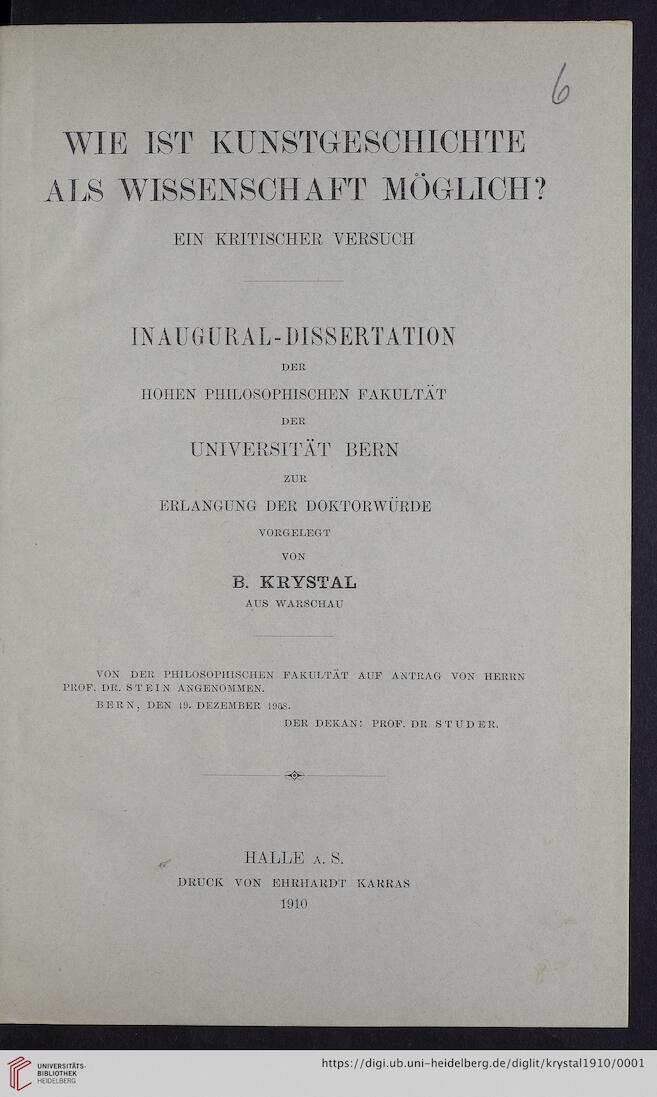 6
WIE IST KUNSTGESCHICHTE
ALS WISSENSCHAFT MÖGLICH?
EIN KRITISCHER VERSUCH
INAUGURAL-DISSERTATION
DER
HOHEN PHILOSOPHISCHEN FAKULTÄT
DER
UNIVERSITÄT BERN
ZUR
ERLANGUNG DER DOKTORWÜRDE
VORGELEGT
VON
B. KRYSTAL
AUS WARSCHAU
VON DER PHILOSOPHISCHEN FAKULTÄT AUF ANTRAG VON HERRN
PROF. DR. STEIN ANGENOMMEN.
BERN, DEN 19. DEZEMBER 1908.
DER DEKAN: PROF. DR. STUDER.
HALLE A. S.
DRUCK VON EHRHARDT KARRAS
1910
UNIVERSITÄTS-
BIBLIOTHEK
HEIDELBERG
https://digi.ub.uni-heidelberg.de/diglit/krystal1910/0001